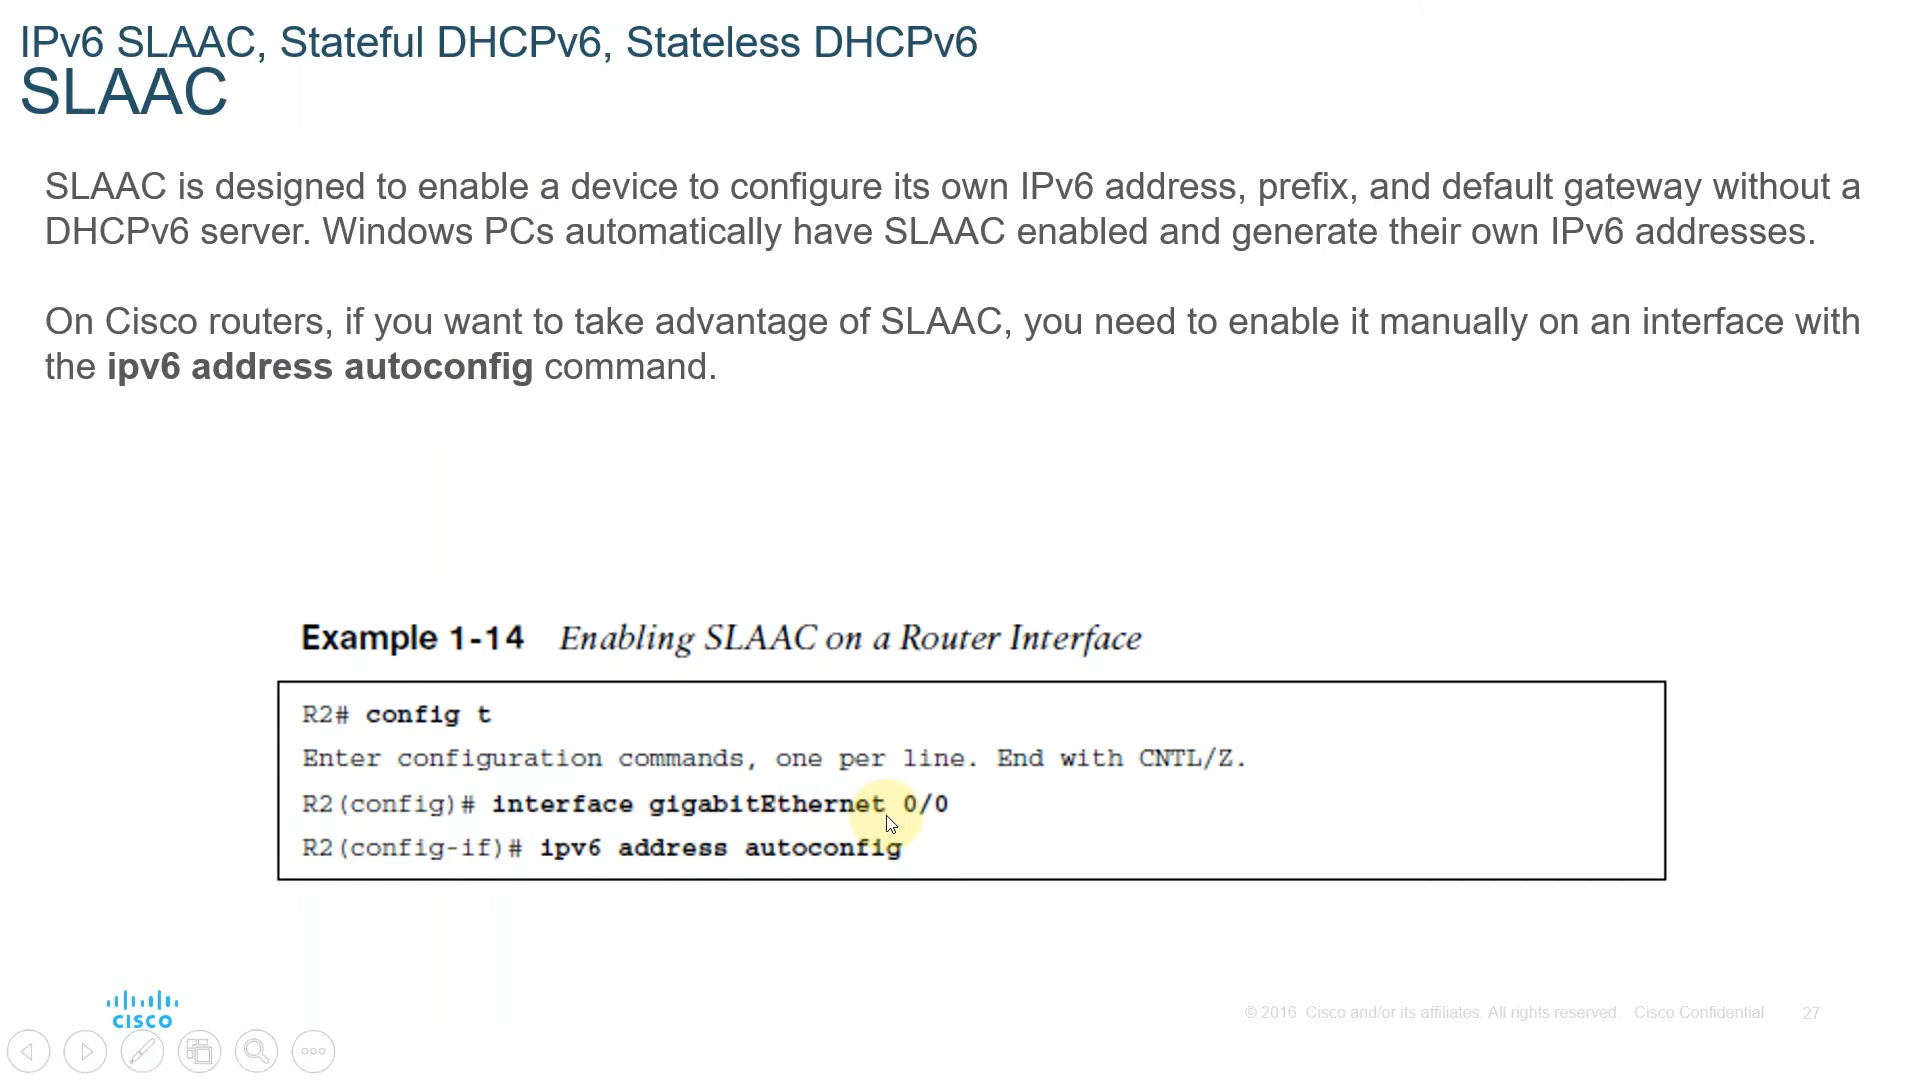 IPv6 SLAAC, Stateful DHCPv6, Stateless DHCPv6
SLAAC
SLAAC is designed to enable a device to configure its own IPv6 address, prefix, and default gateway without a
DHCPv6 server. Windows PCs automatically have SLAAC enabled and generate their own IPv6 addresses.
On Cisco routers, if you want to take advantage of SLAAC, you need to enable it manually on an interface with
the ipv6 address autoconfig command.
Example 1-14 Enabling SLAAC on a Router Interface
R2# config t
Enter configuration commands, one per line. End with CNTL/Z.
R2(config)# interface gigabitEthernet 0/0
R2(config-if)# ipv6 address autoconfig
CISCO
© 2016 Cisco and/or its affiliates. All rights reserved. Cisco Confidential 27